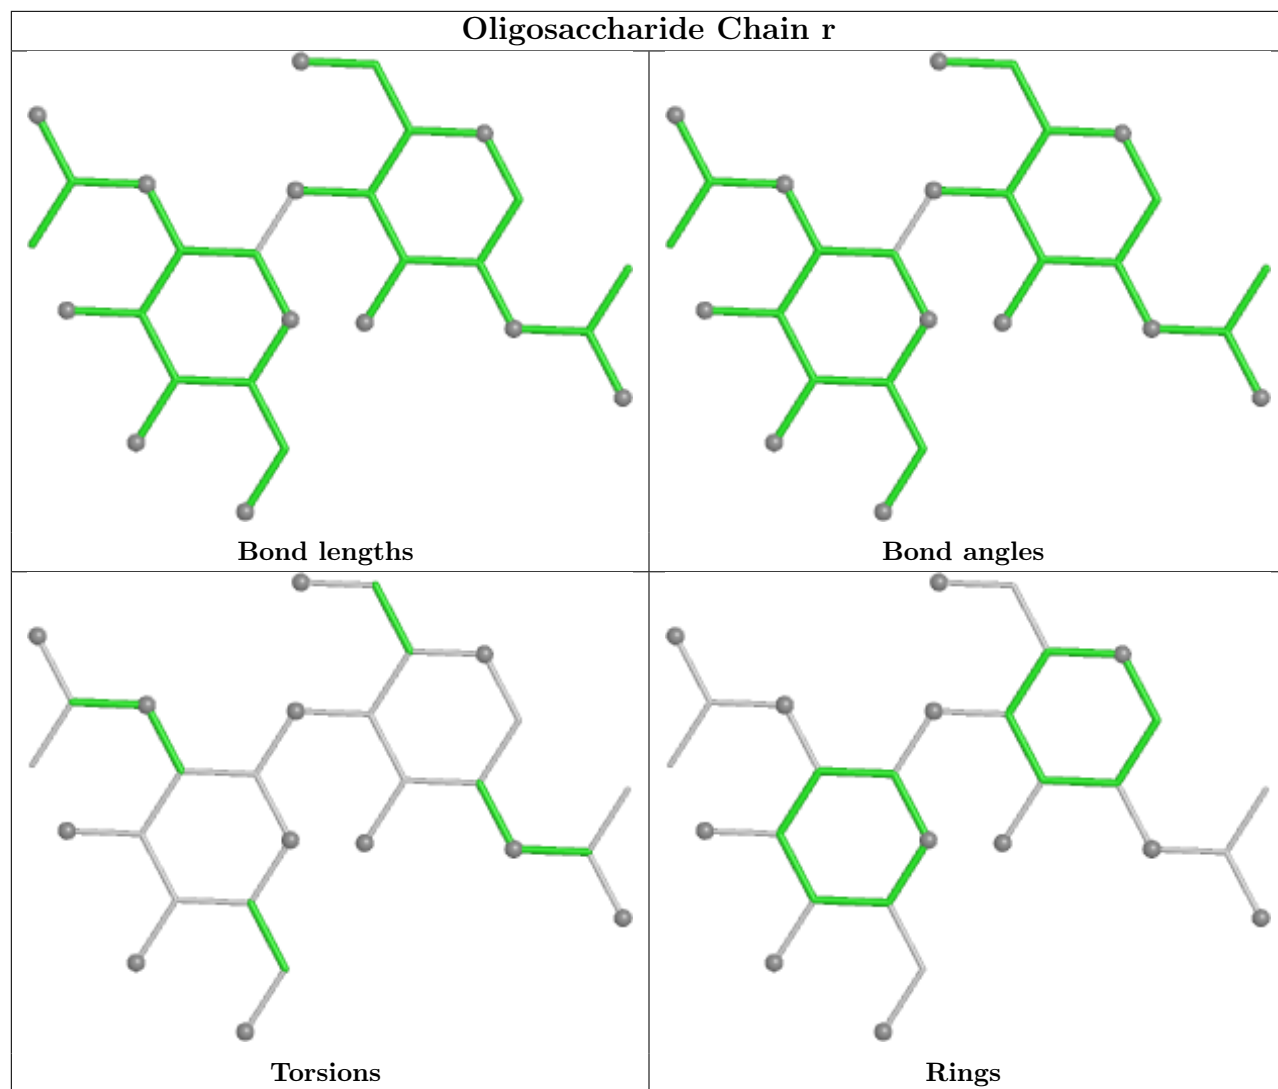 Oligosaccharide Chain r
Bond lengths
Bond angles
Torsions
Rings